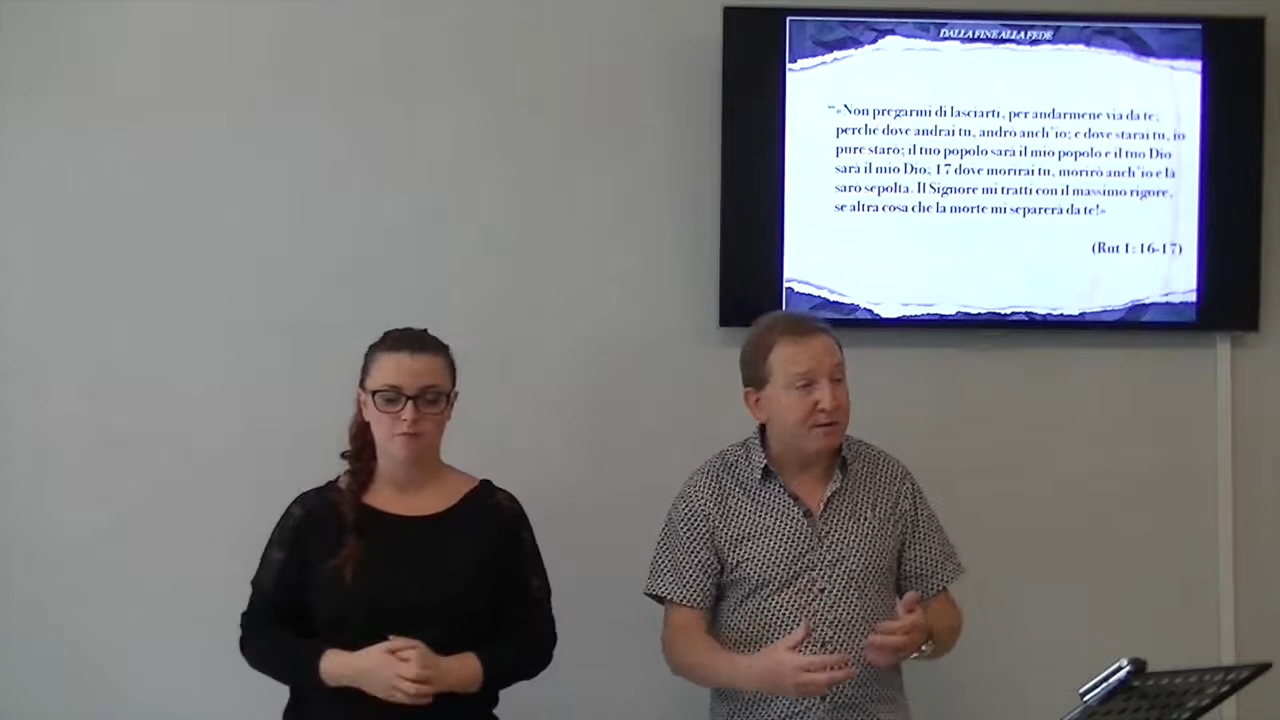 DALLA FINE ALLA FEDE
"«Non pregarmi di lasciarti, per andarmene via da te;
perché dove andrai tu, andrò anch'io; e dove starai tu, io
pure starò; il tuo popolo sarà il mio popolo e il tuo Dio
sarà il mio Dio; 17 dove morirai tu, morirò anch'io e là
sarò sepolta. Il Signore mi tratti con il massimo rigore,
se altra cosa che la morte mi separerà da te!»
(Rut 1: 16-17)